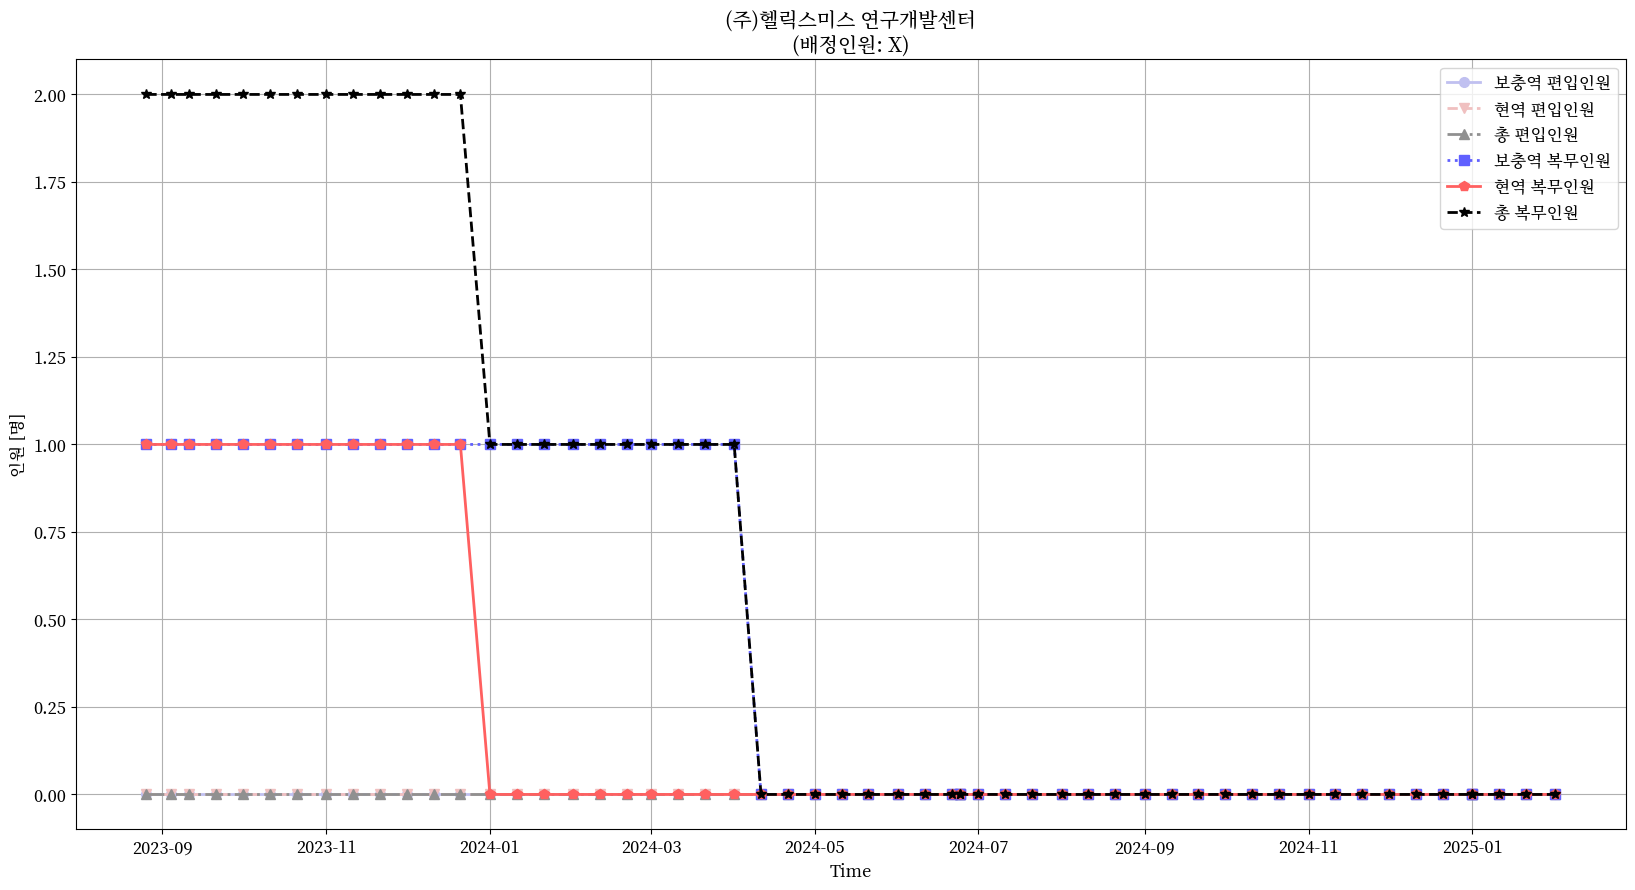 (주)헬릭스미스 연구개발센터
(배정인원: X)
보충역 편입인원
현역 편입인원
총 편입인원
보충역 복무인원
현역 복무인원
총 복무인원
인원 [명]
2.00
1.75
1.50
1.25
1.00
0.75
0.50
0.25
0.00
2023-09
2023-11
2024-01
2024-03
2024-05
2024-07
2024-09
2024-11
2025-01
Time